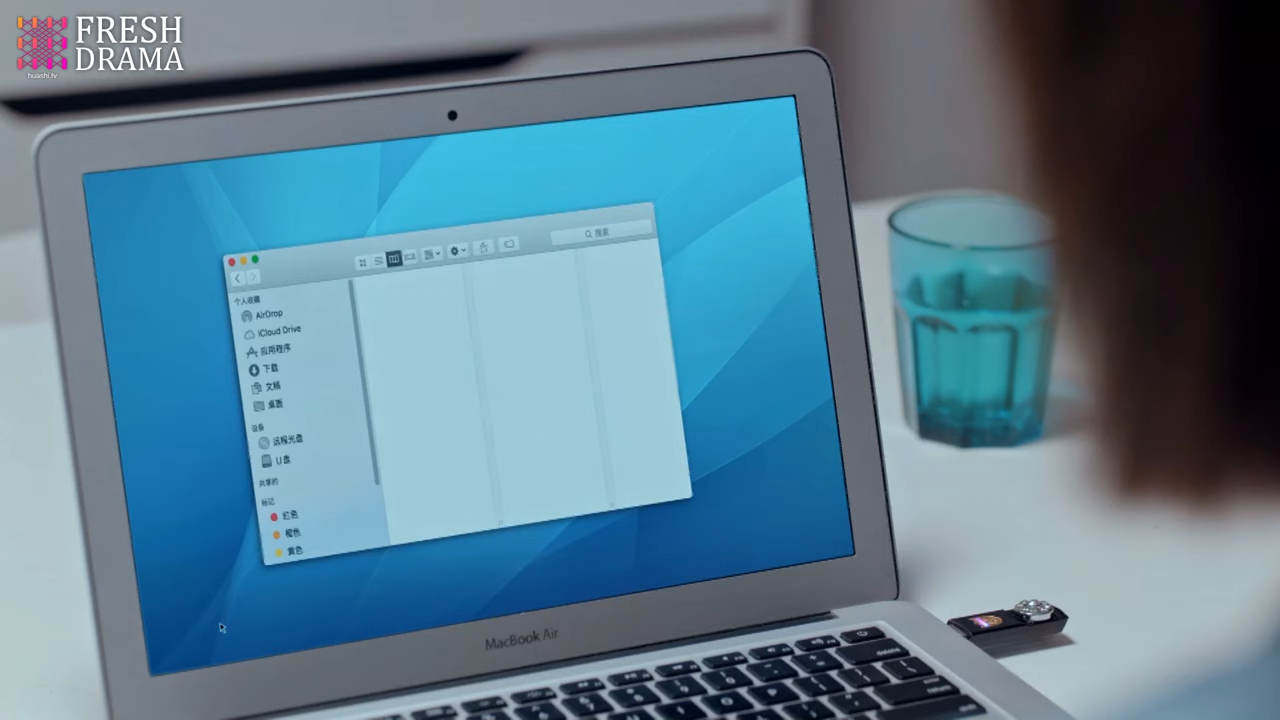 FRESH
DRAMA
huashi.tv
搜索
个人收藏
AirDrop
iCloud Drive
应用程序
下载
文稿
桌面
设备
远程光盘
U盘
共享的
标记
红色
橙色
黄色
MacBook Air
delete